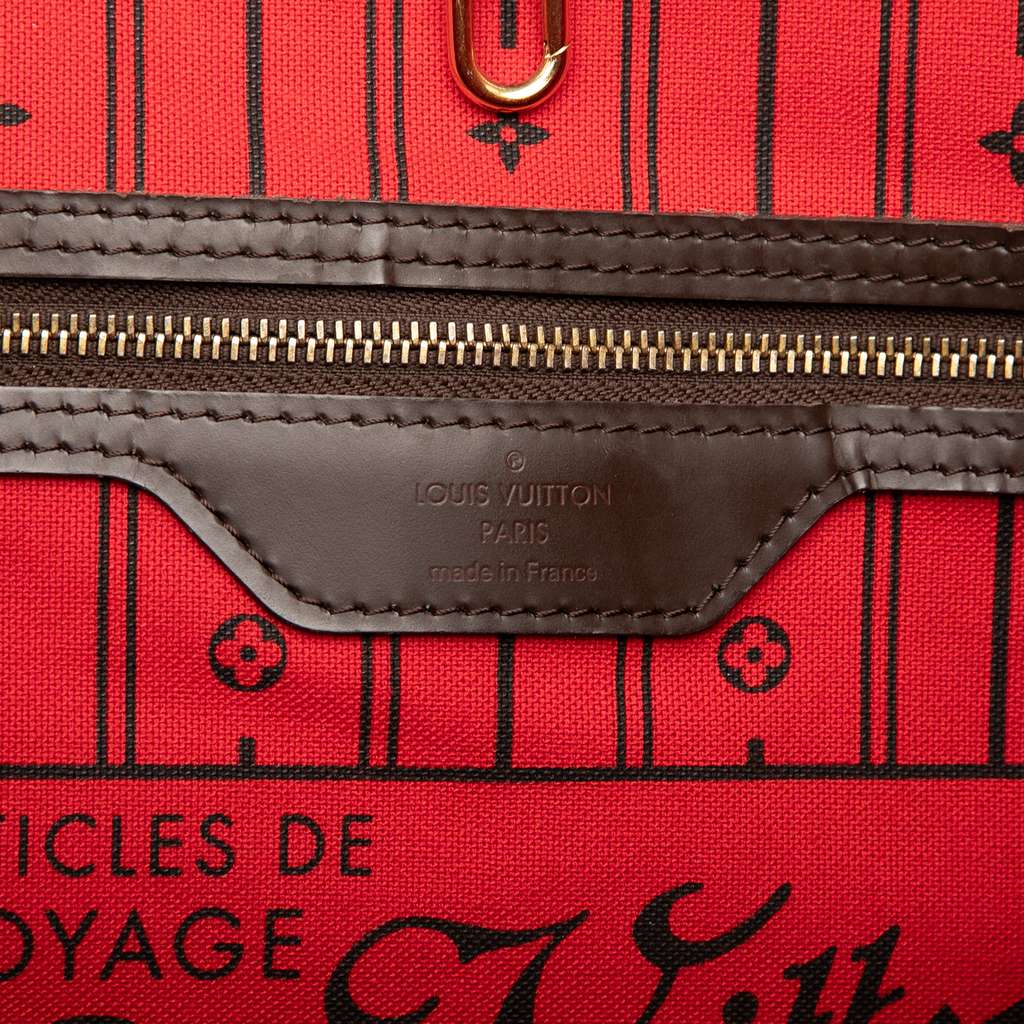 ®
LOUIS VUITTON
PARIS
made in France
TICLES DE
OYAGE